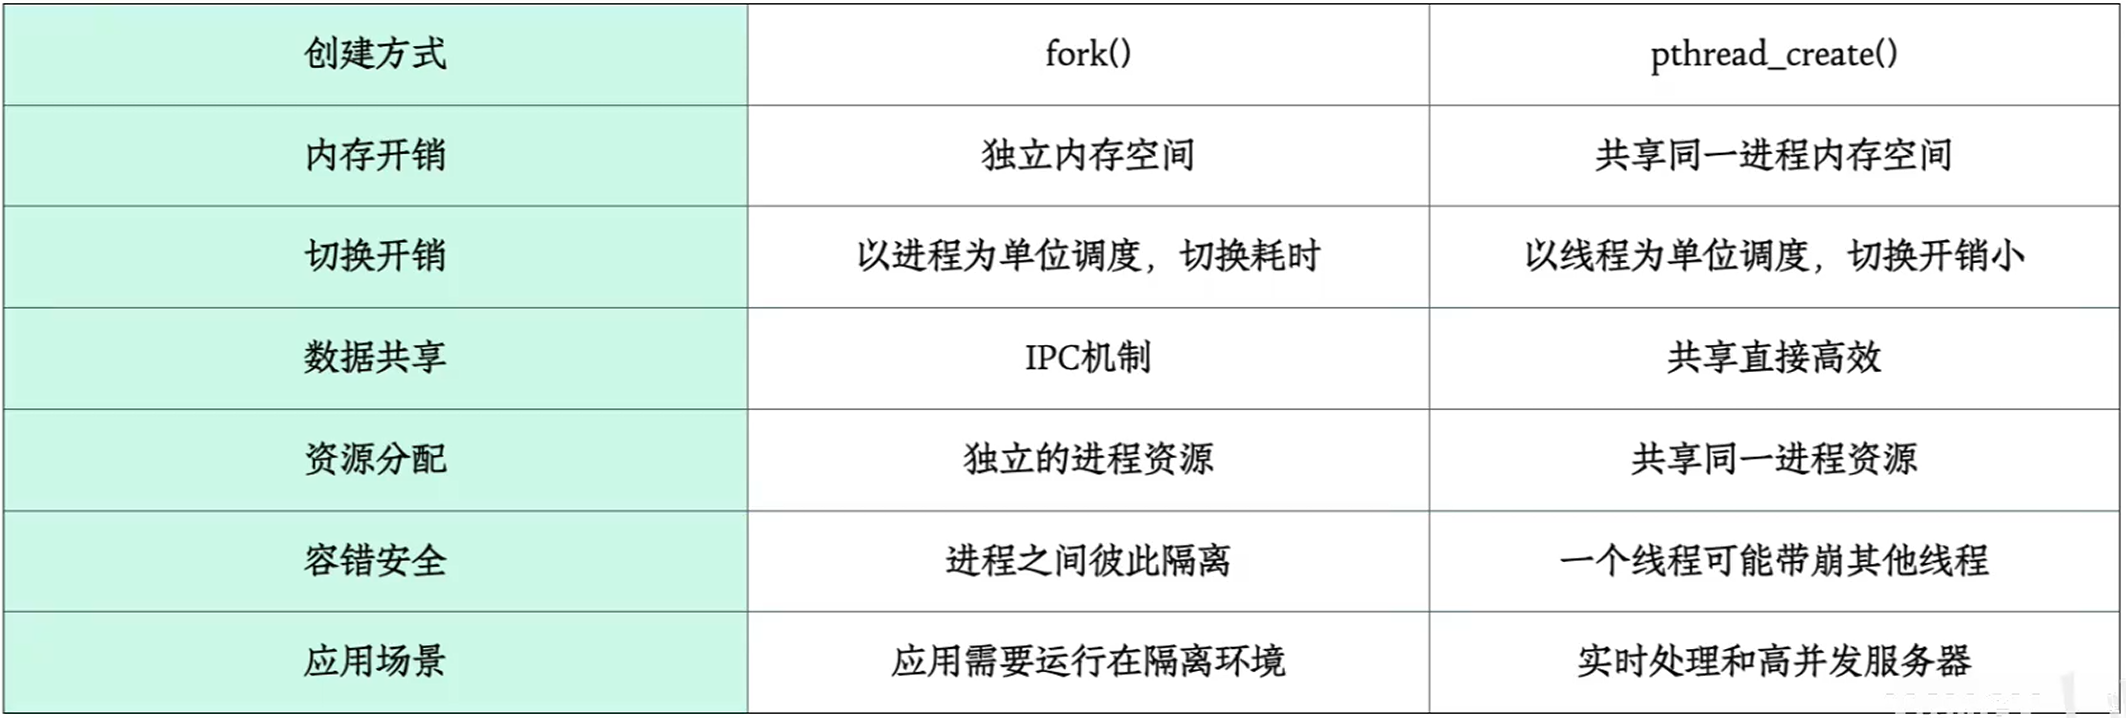 创建方式 fork() pthread_create()
内存开销 独立内存空间 共享同一进程内存空间
切换开销 以进程为单位调度，切换耗时 以线程为单位调度，切换开销小
数据共享 IPC机制 共享直接高效
资源分配 独立的进程资源 共享同一进程资源
容错安全 进程之间彼此隔离 一个线程可能带崩其他线程
应用场景 应用需要运行在隔离环境 实时处理和高并发服务器